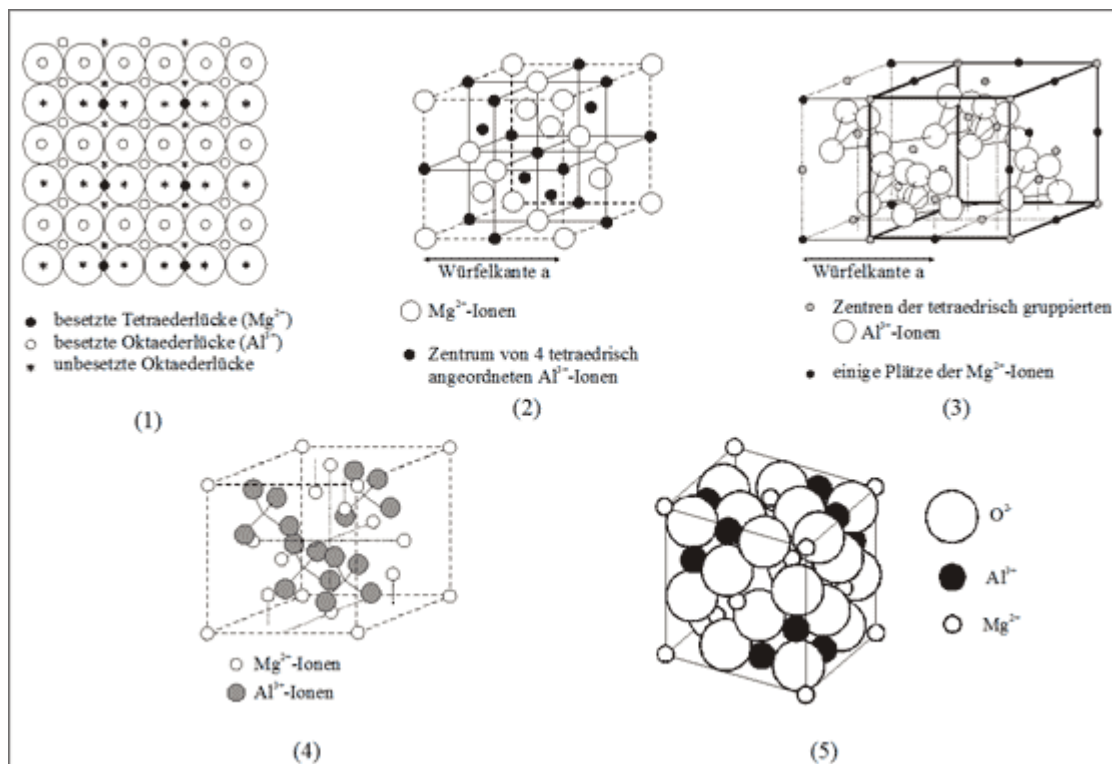 besetzte Tetraederlücke (Mg²⁺)
besetzte Oktaederlücke (Al³⁺)
unbesetzte Oktaederlücke
(1)
Würfelkante a
Mg²⁺-Ionen
Zentrum von 4 tetraedrisch
angeordneten Al³⁺-Ionen
(2)
Würfelkante a
Zentren der tetraedrisch gruppierten
Al³⁺-Ionen
einige Plätze der Mg²⁺-Ionen
(3)
Mg²⁺-Ionen
Al³⁺-Ionen
(4)
O²⁻
Al³⁺
Mg²⁺
(5)